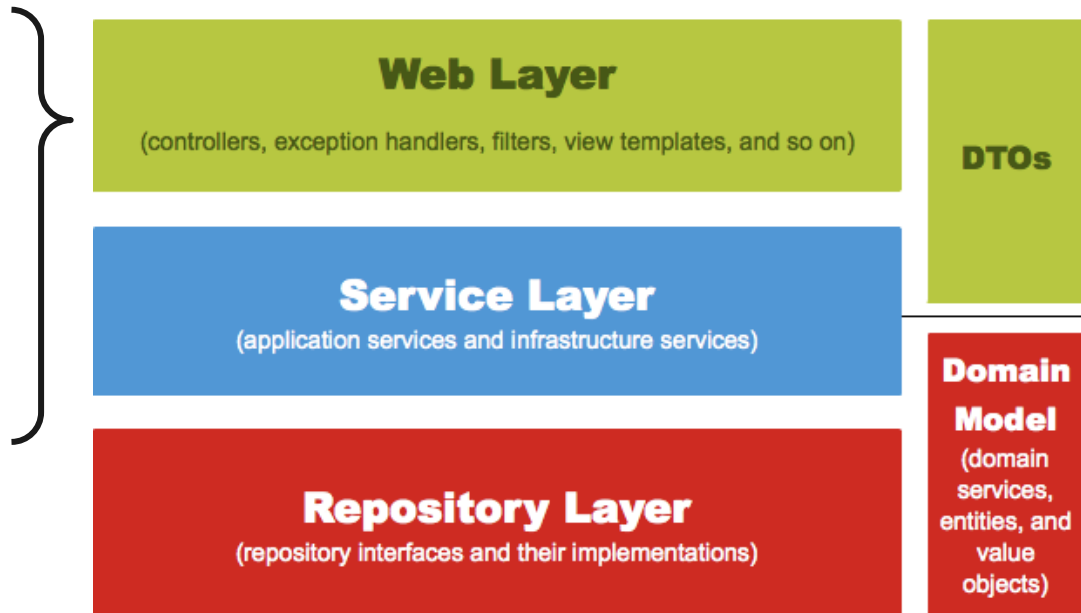 Web Layer
(controllers, exception handlers, filters, view templates, and so on)
DTOs
Service Layer
(application services and infrastructure services)
Repository Layer
(repository interfaces and their implementations)
Domain
Model
(domain
services,
entities, and
value
objects)